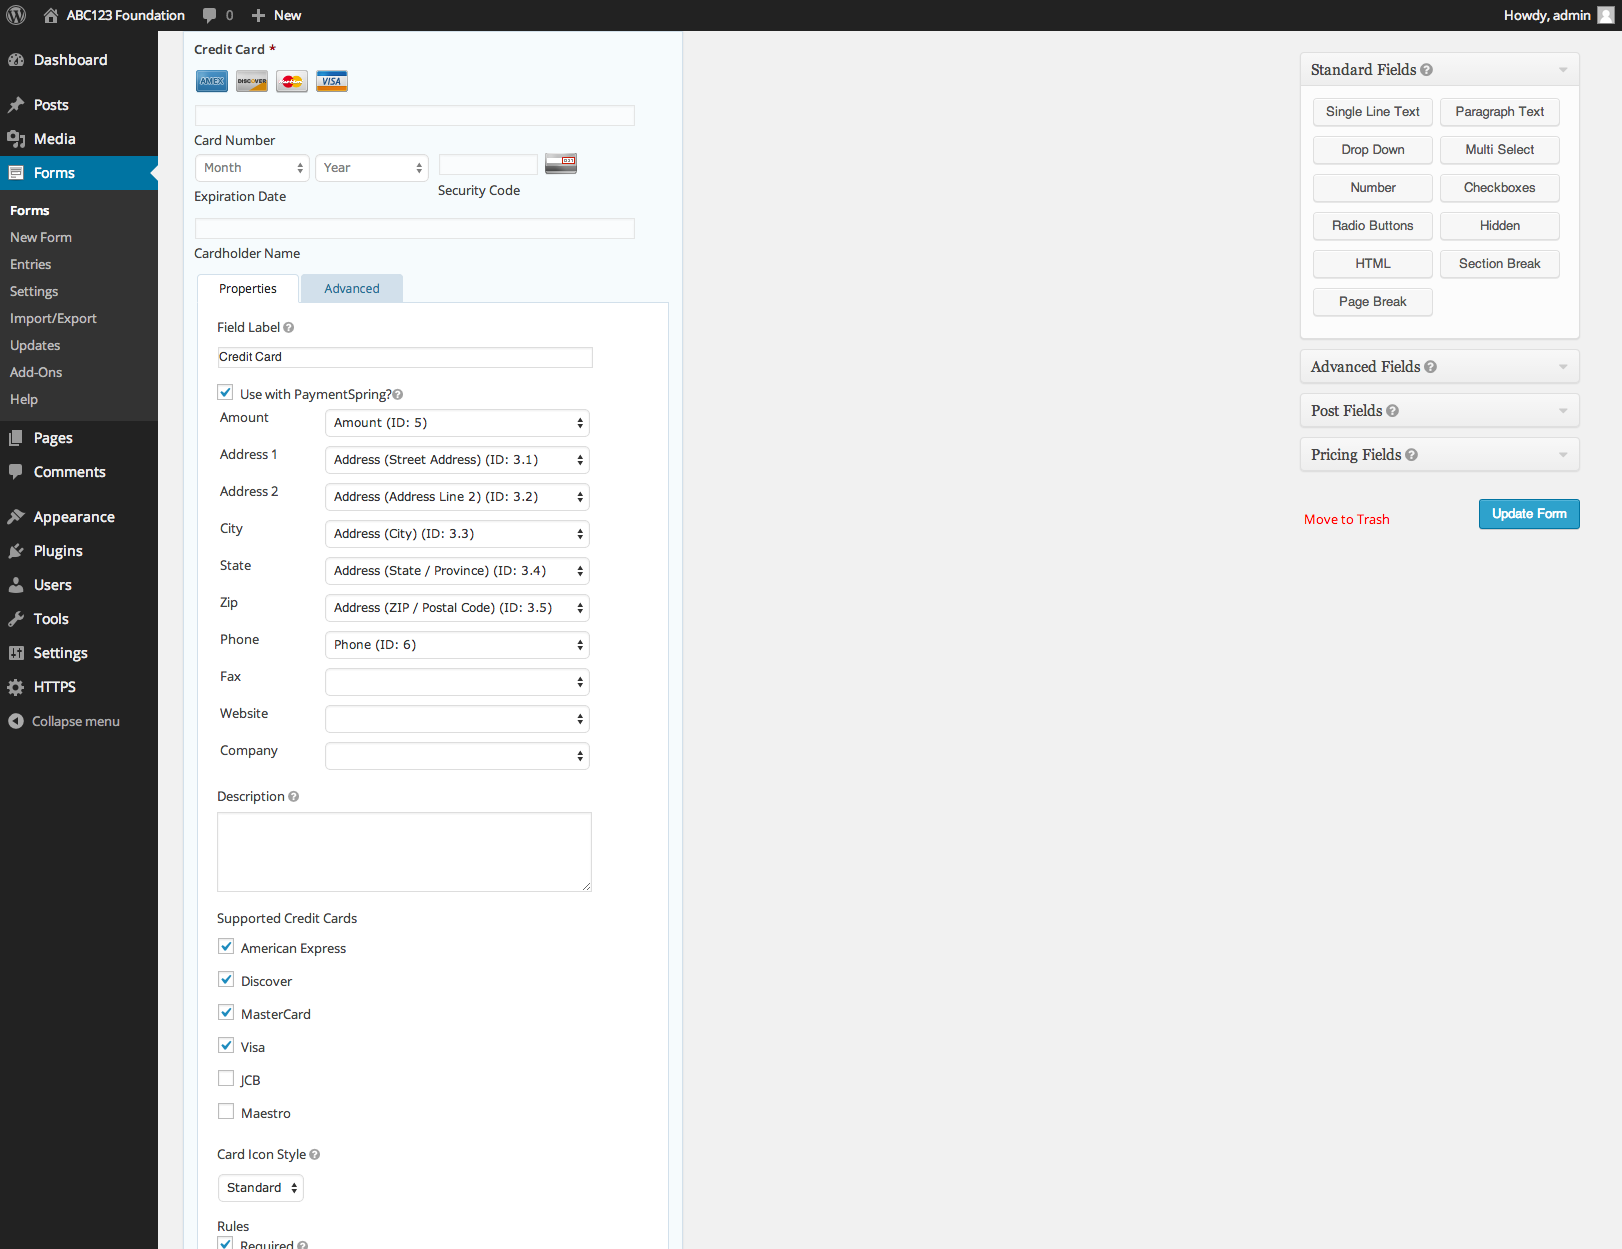 ABC123 Foundation 0 New Howdy, admin
Dashboard
Posts
Media
Forms
Forms
New Form
Entries
Settings
Import/Export
Updates
Add-Ons
Help
Pages
Comments
Appearance
Plugins
Users
Tools
Settings
HTTPS
Collapse menu
Credit Card *
AMEX DISCOVER MasterCard VISA
Card Number
Month Year
Expiration Date Security Code
Cardholder Name
Properties Advanced
Field Label
Credit Card
Use with PaymentSpring?
Amount Amount (ID: 5)
Address 1 Address (Street Address) (ID: 3.1)
Address 2 Address (Address Line 2) (ID: 3.2)
City Address (City) (ID: 3.3)
State Address (State / Province) (ID: 3.4)
Zip Address (ZIP / Postal Code) (ID: 3.5)
Phone Phone (ID: 6)
Fax
Website
Company
Description
Supported Credit Cards
American Express
Discover
MasterCard
Visa
JCB
Maestro
Card Icon Style
Standard
Rules
Required
Standard Fields
Single Line Text Paragraph Text
Drop Down Multi Select
Number Checkboxes
Radio Buttons Hidden
HTML Section Break
Page Break
Advanced Fields
Post Fields
Pricing Fields
Move to Trash Update Form